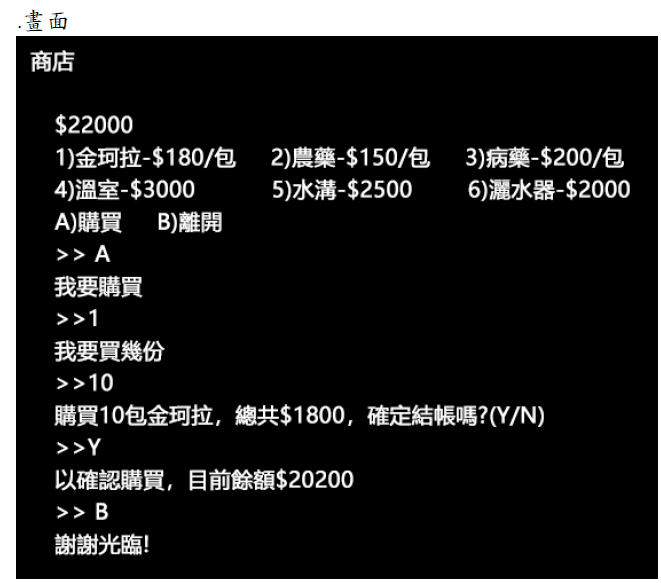 .畫面
商店
$22000
1)金珂拉-$180/包 2)農藥-$150/包 3)病藥-$200/包
4)溫室-$3000 5)水溝-$2500 6)灑水器-$2000
A)購買 B)離開
>> A
我要購買
>>1
我要買幾份
>>10
購買10包金珂拉，總共$1800，確定結帳嗎?(Y/N)
>>Y
以確認購買，目前餘額$20200
>> B
謝謝光臨!